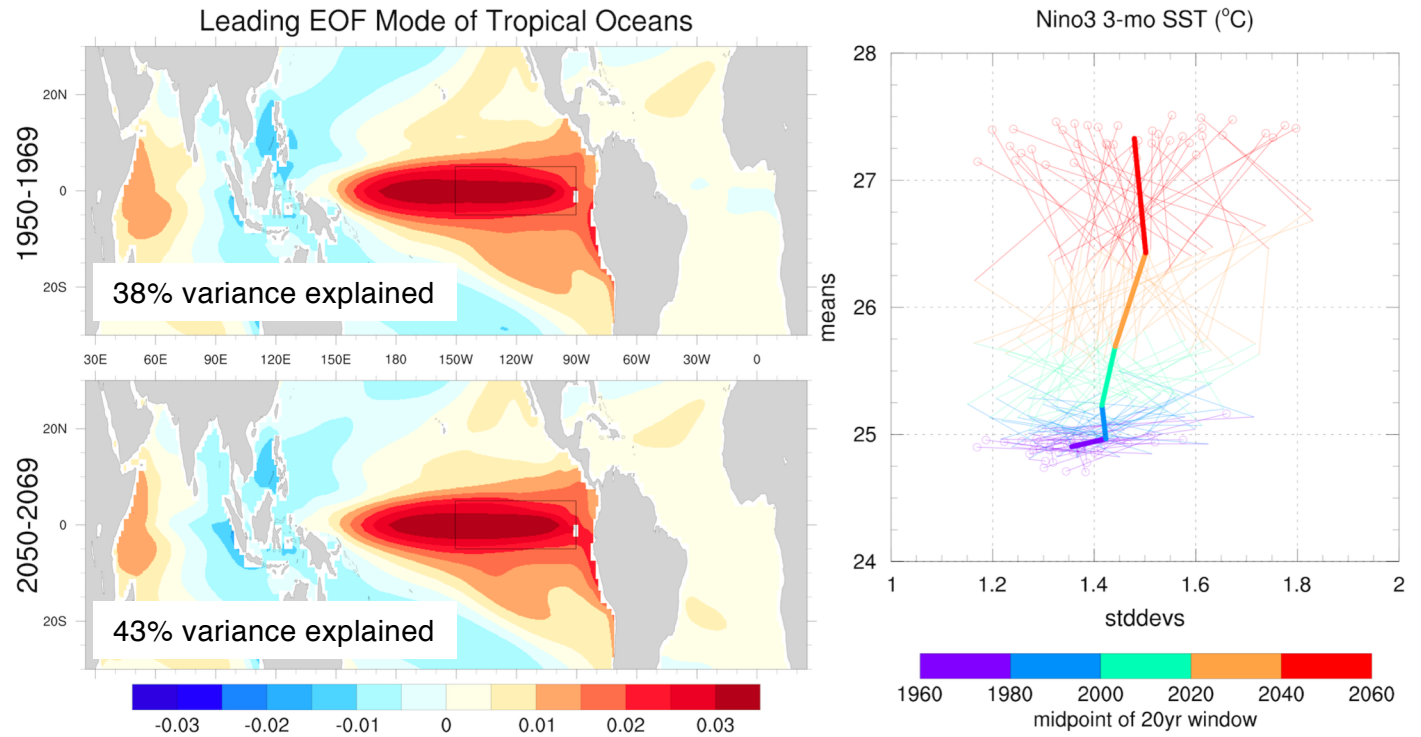 Leading EOF Mode of Tropical Oceans
1950-1969
20N
0
20S
38% variance explained
30E 60E 90E 120E 150E 180 150W 120W 90W 60W 30W 0
2050-2069
20N
0
20S
43% variance explained
-0.03 -0.02 -0.01 0 0.01 0.02 0.03
Nino3 3-mo SST (°C)
means
28
27
26
25
24
1 1.2 1.4 1.6 1.8 2
stddevs
1960 1980 2000 2020 2040 2060
midpoint of 20yr window